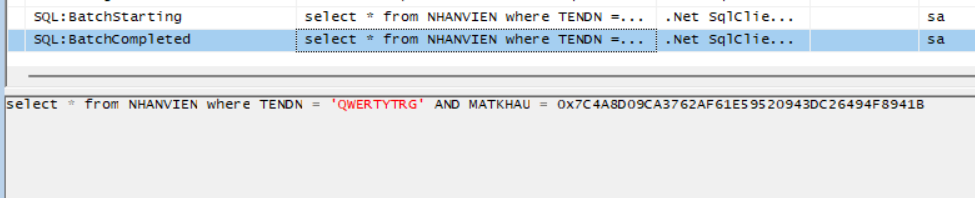 SQL:BatchStarting select * from NHANVIEN where TENDN =... .Net SqlClie... sa
SQL:BatchCompleted select * from NHANVIEN where TENDN =... .Net SqlClie... sa
select * from NHANVIEN where TENDN = 'QWERTYTRG' AND MATKHAU = 0x7C4A8D09CA3762AF61E59520943DC26494F8941B